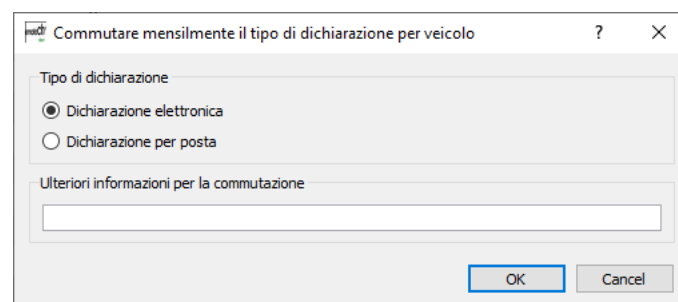 Commutare mensilmente il tipo di dichiarazione per veicolo ?
Tipo di dichiarazione
Dichiarazione elettronica
Dichiarazione per posta
Ulteriori informazioni per la commutazione
OK Cancel